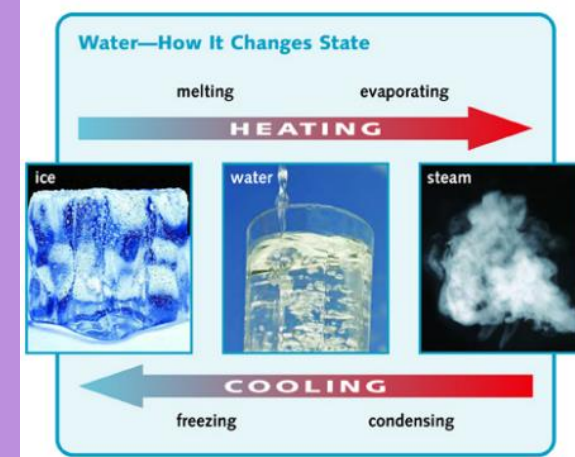 Water—How It Changes State
melting evaporating
HEATING
ice water steam
COOLING
freezing condensing